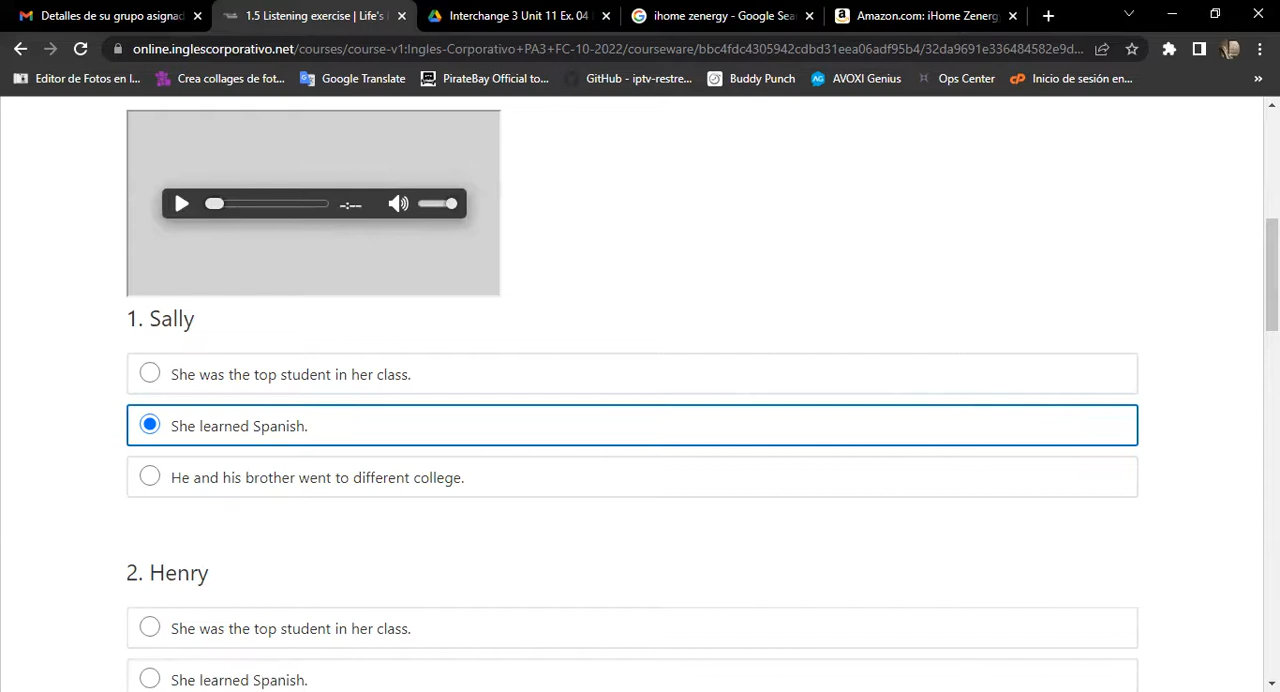 Detalles de su grupo asignad
1.5 Listening exercise | Life's
Interchange 3 Unit 11 Ex. 04
ihome zenergy - Google Sea
Amazon.com: iHome Zenerg
online.inglescorporativo.net/courses/course-v1:Ingles-Corporativo+PA3+FC-10-2022/courseware/bbc4fdc4305942cdbd31eea06adf95b4/32da9691e336484582e9d...
Editor de Fotos en l...
Crea collages de fot...
Google Translate
PirateBay Official to...
GitHub - iptv-restre...
Buddy Punch
AVOXI Genius
Ops Center
Inicio de sesión en...
-:--
1. Sally
She was the top student in her class.
She learned Spanish.
He and his brother went to different college.
2. Henry
She was the top student in her class.
She learned Spanish.